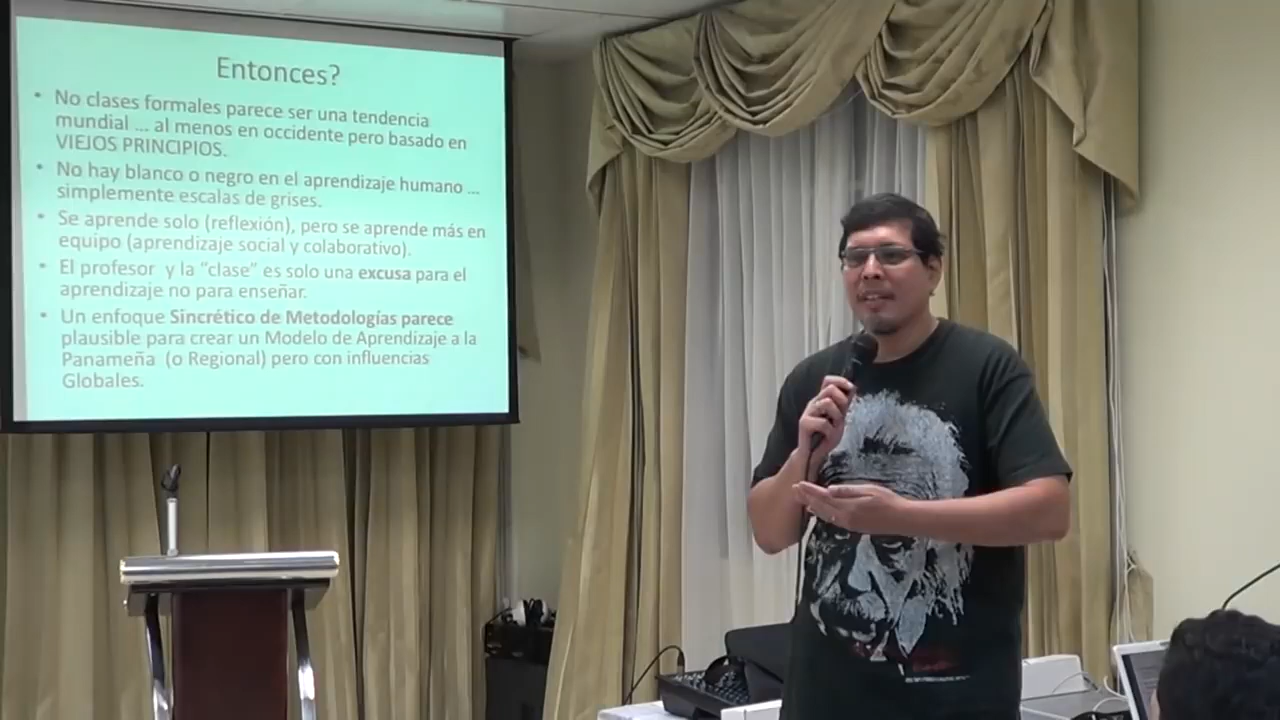 Entonces?
• No clases formales parece ser una tendencia
mundial ... al menos en occidente pero basado en
VIEJOS PRINCIPIOS.
• No hay blanco o negro en el aprendizaje humano ...
simplemente escalas de grises.
• Se aprende solo (reflexión), pero se aprende más en
equipo (aprendizaje social y colaborativo).
• El profesor y la "clase" es solo una excusa para el
aprendizaje no para enseñar.
• Un enfoque Sincrético de Metodologías parece
plausible para crear un Modelo de Aprendizaje a la
Panameña (o Regional) pero con influencias
Globales.